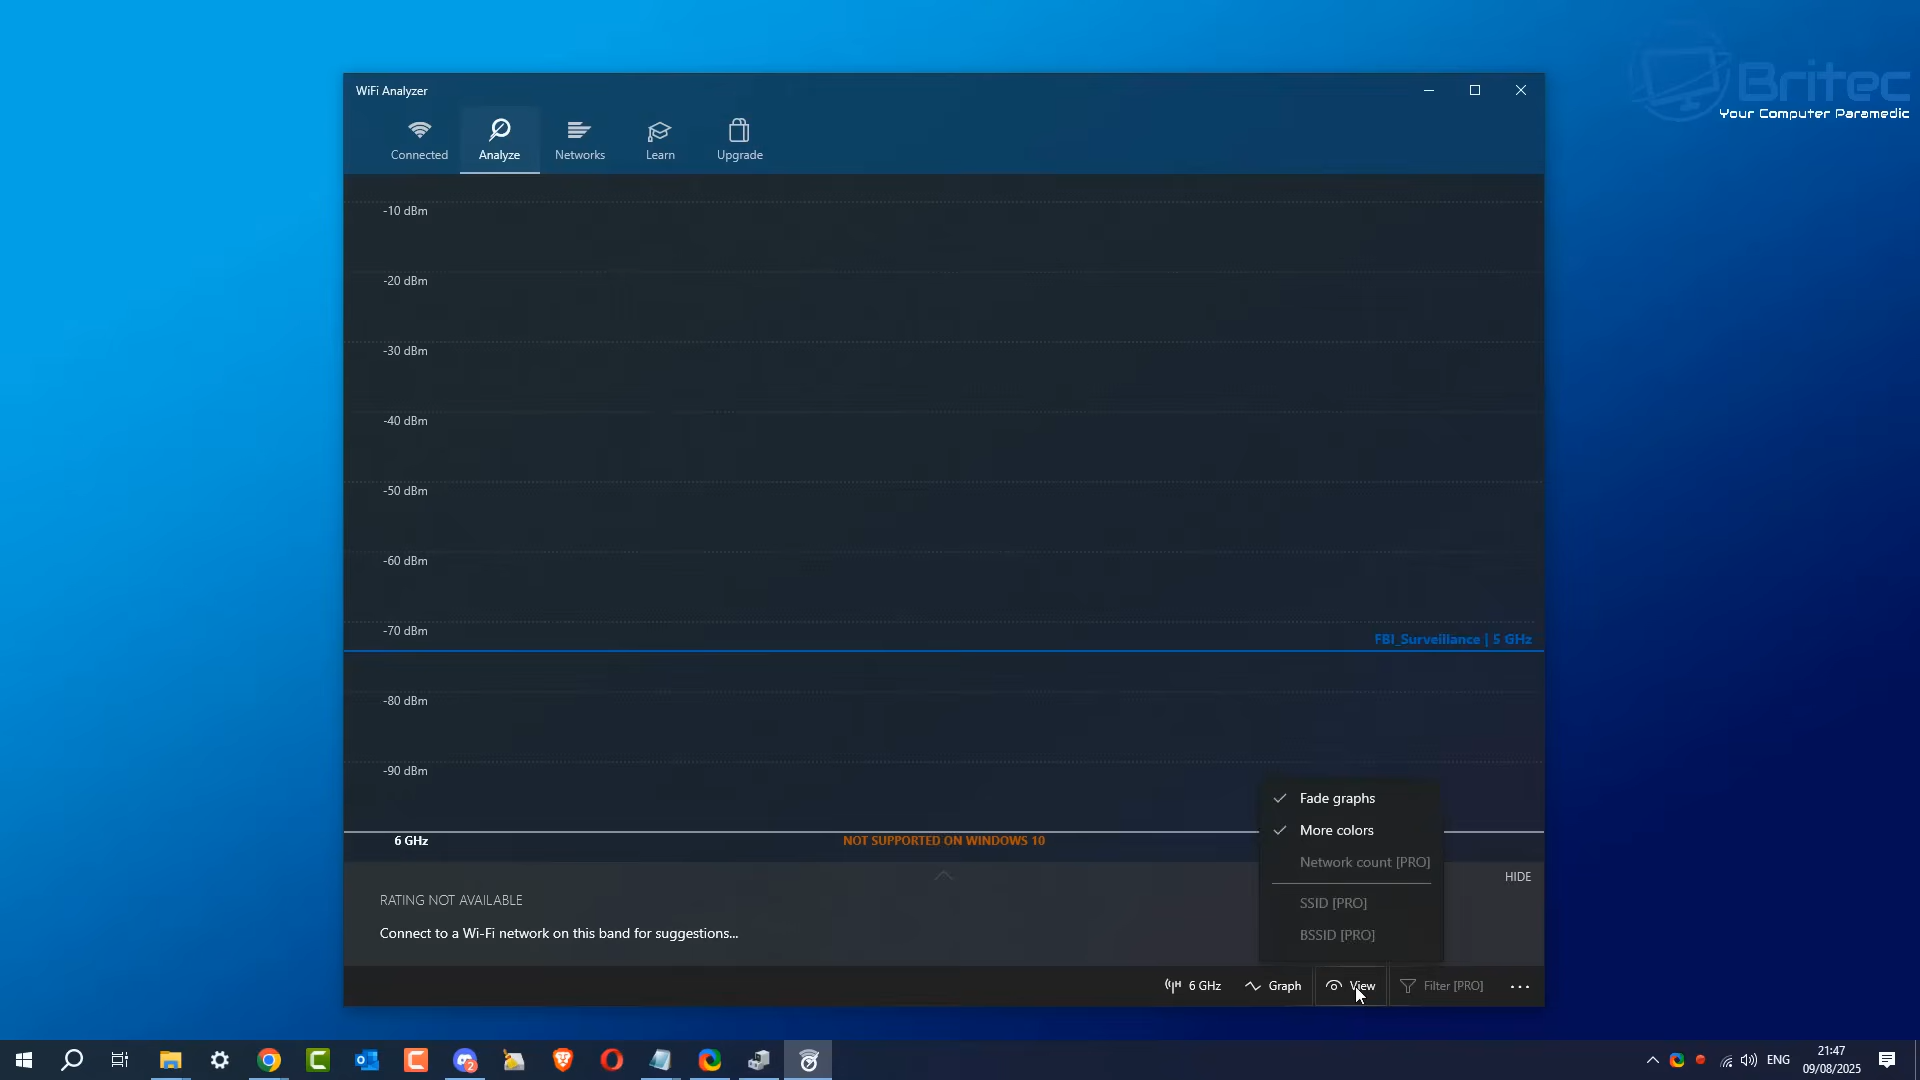 Britec
Your Computer Paramedic
WiFi Analyzer
Connected
Analyze
Networks
Learn
Upgrade
-10 dBm
-20 dBm
-30 dBm
-40 dBm
-50 dBm
-60 dBm
-70 dBm
FBI_Surveillance | 5 GHz
-80 dBm
-90 dBm
6 GHz
NOT SUPPORTED ON WINDOWS 10
Fade graphs
More colors
Network count [PRO]
SSID [PRO]
BSSID [PRO]
HIDE
RATING NOT AVAILABLE
Connect to a Wi-Fi network on this band for suggestions...
6 GHz
Graph
View
Filter [PRO]
2
ENG
21:47
09/08/2025